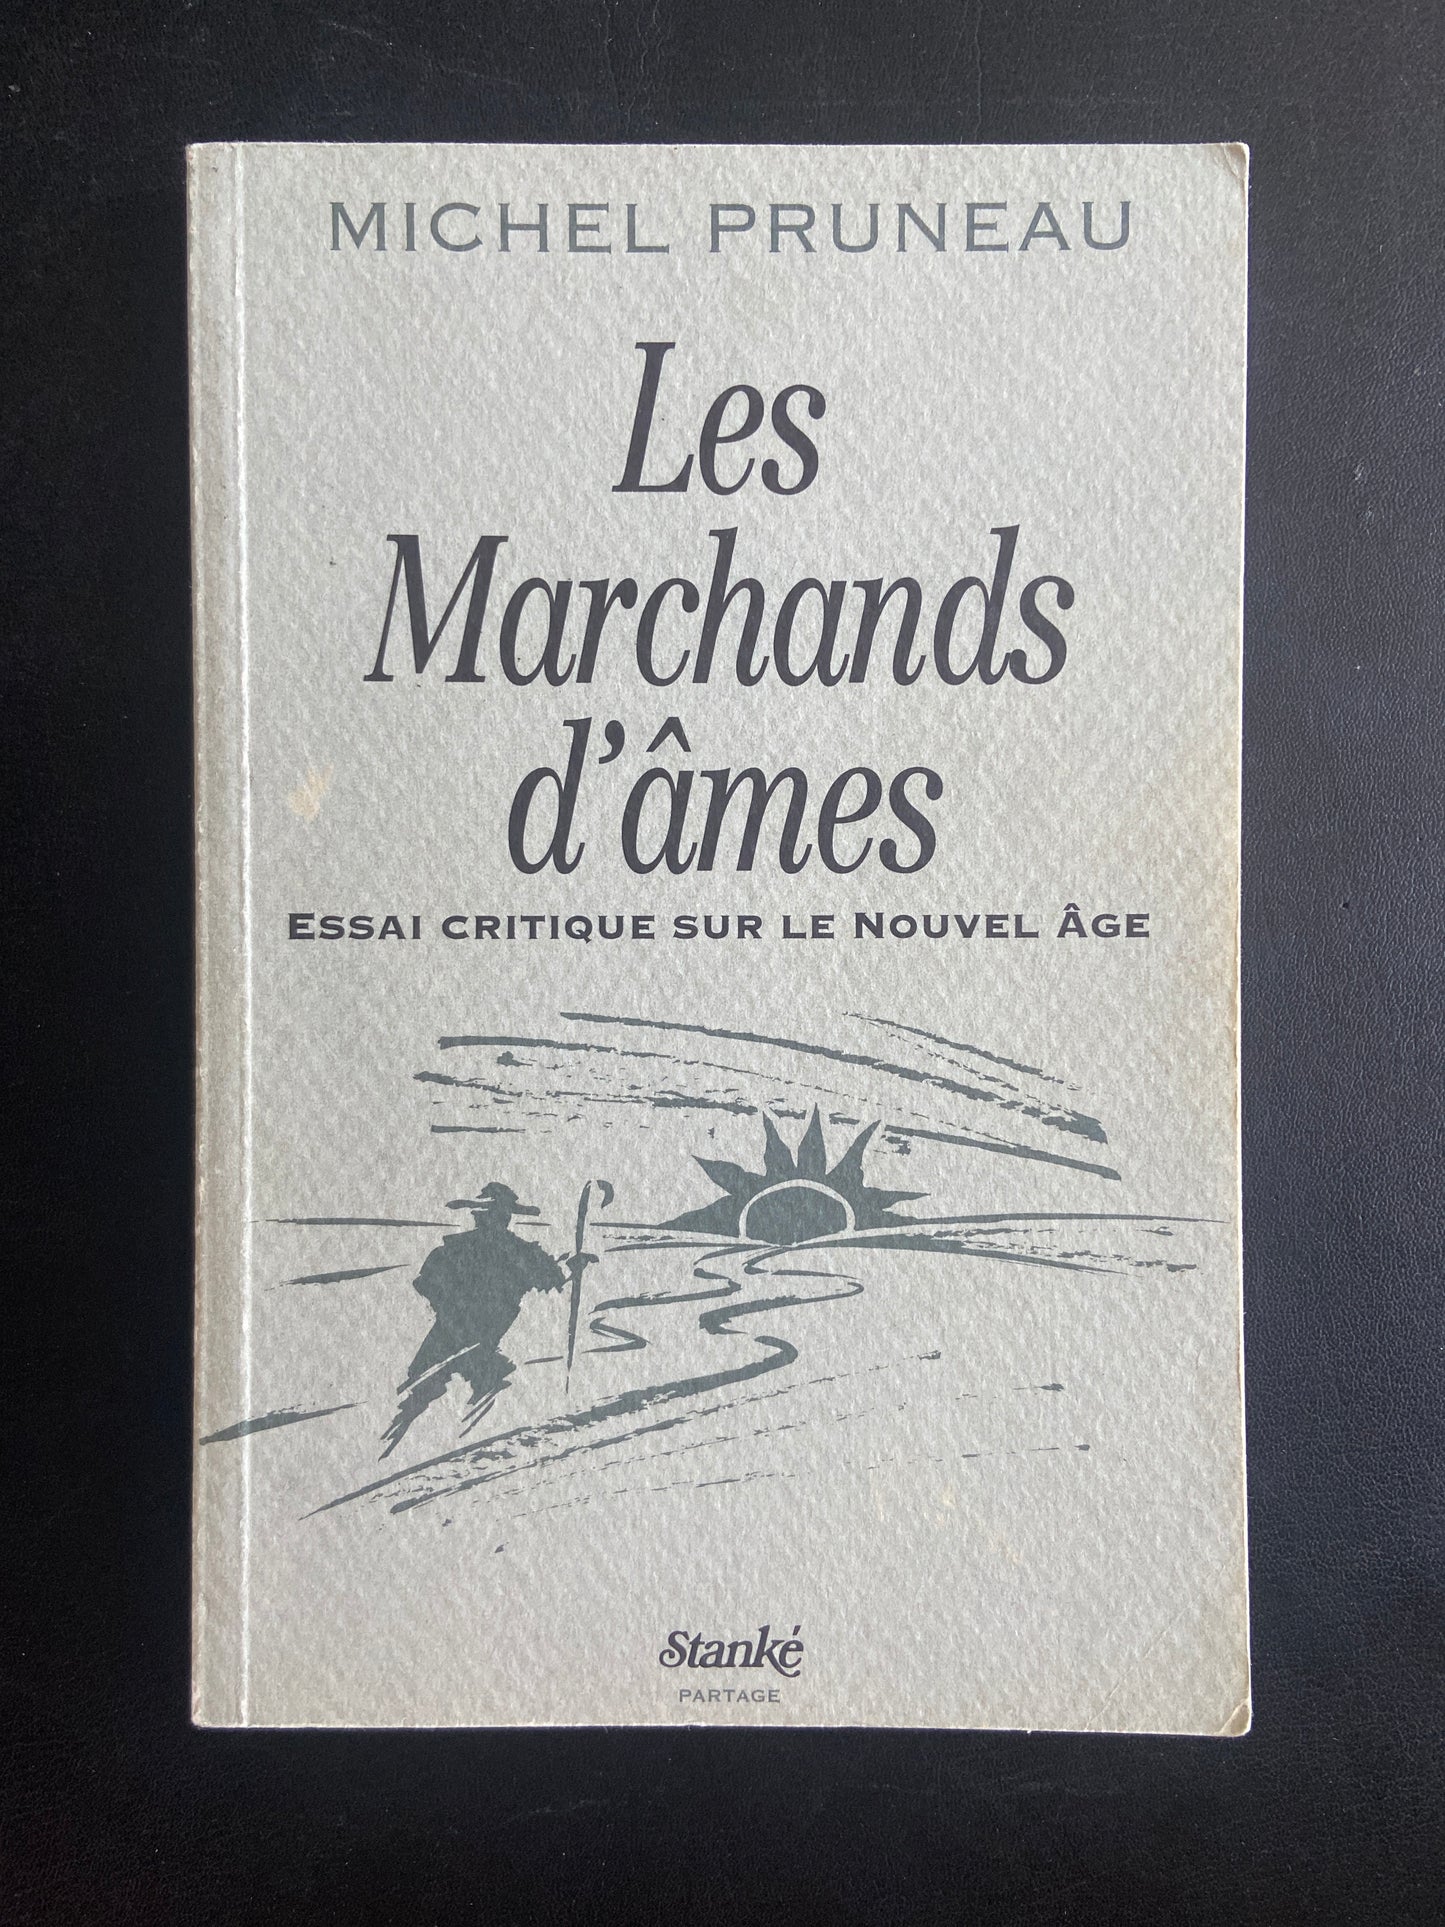 MICHEL PRUNEAU
Les
Marchands
d'âmes
ESSAI CRITIQUE SUR LE NOUVEL ÂGE
Stanké
PARTAGE